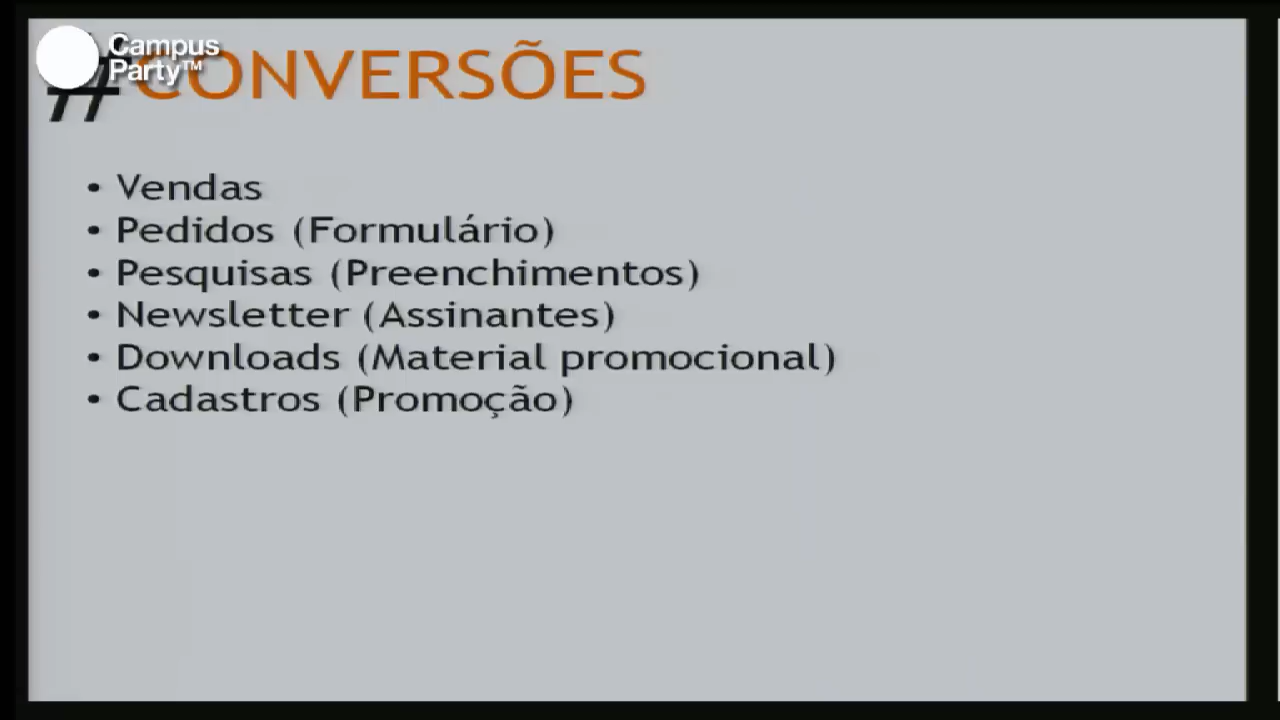 Campus
Party™
#CONVERSÕES
• Vendas
• Pedidos (Formulário)
• Pesquisas (Preenchimentos)
• Newsletter (Assinantes)
• Downloads (Material promocional)
• Cadastros (Promoção)